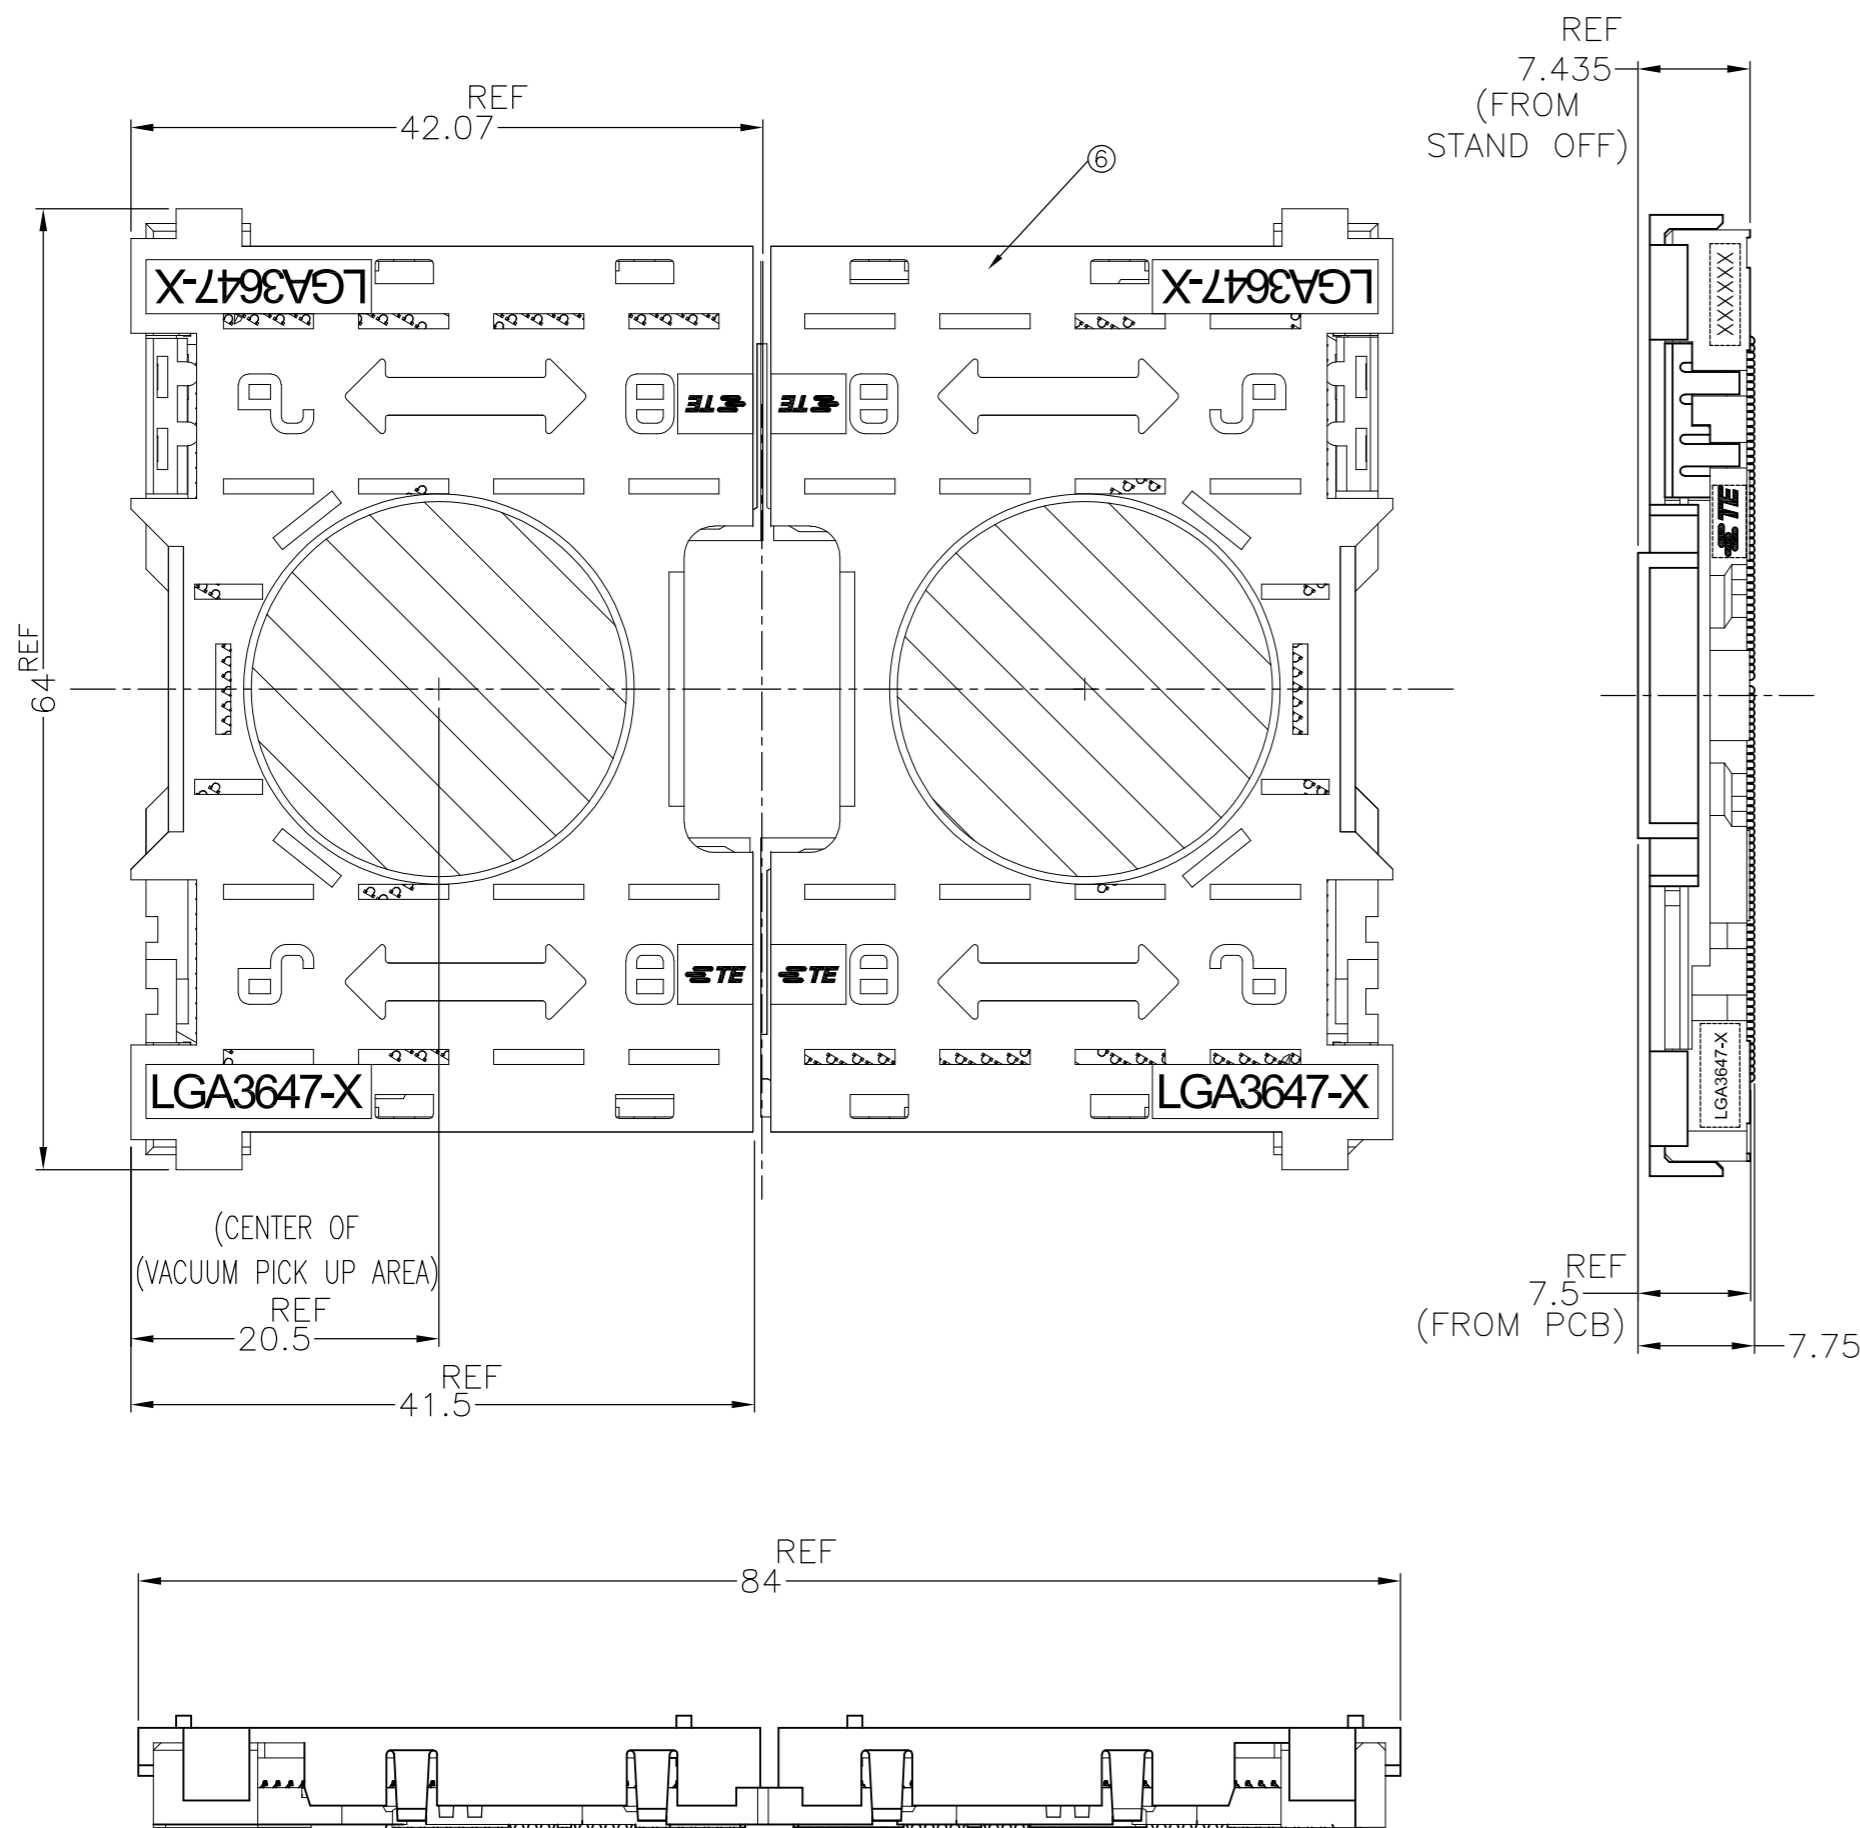 REF
7.435
(FROM
STAND OFF)
REF
42.07
⑥
LGA3647-X
LGA3647-X
XXXXXX
TE
TE
TE
REF
64
TE
TE
LGA3647-X
LGA3647-X
LGA3647-X
(CENTER OF
(VACUUM PICK UP AREA)
REF
20.5
REF
41.5
REF
7.5
(FROM PCB)
7.75
REF
84